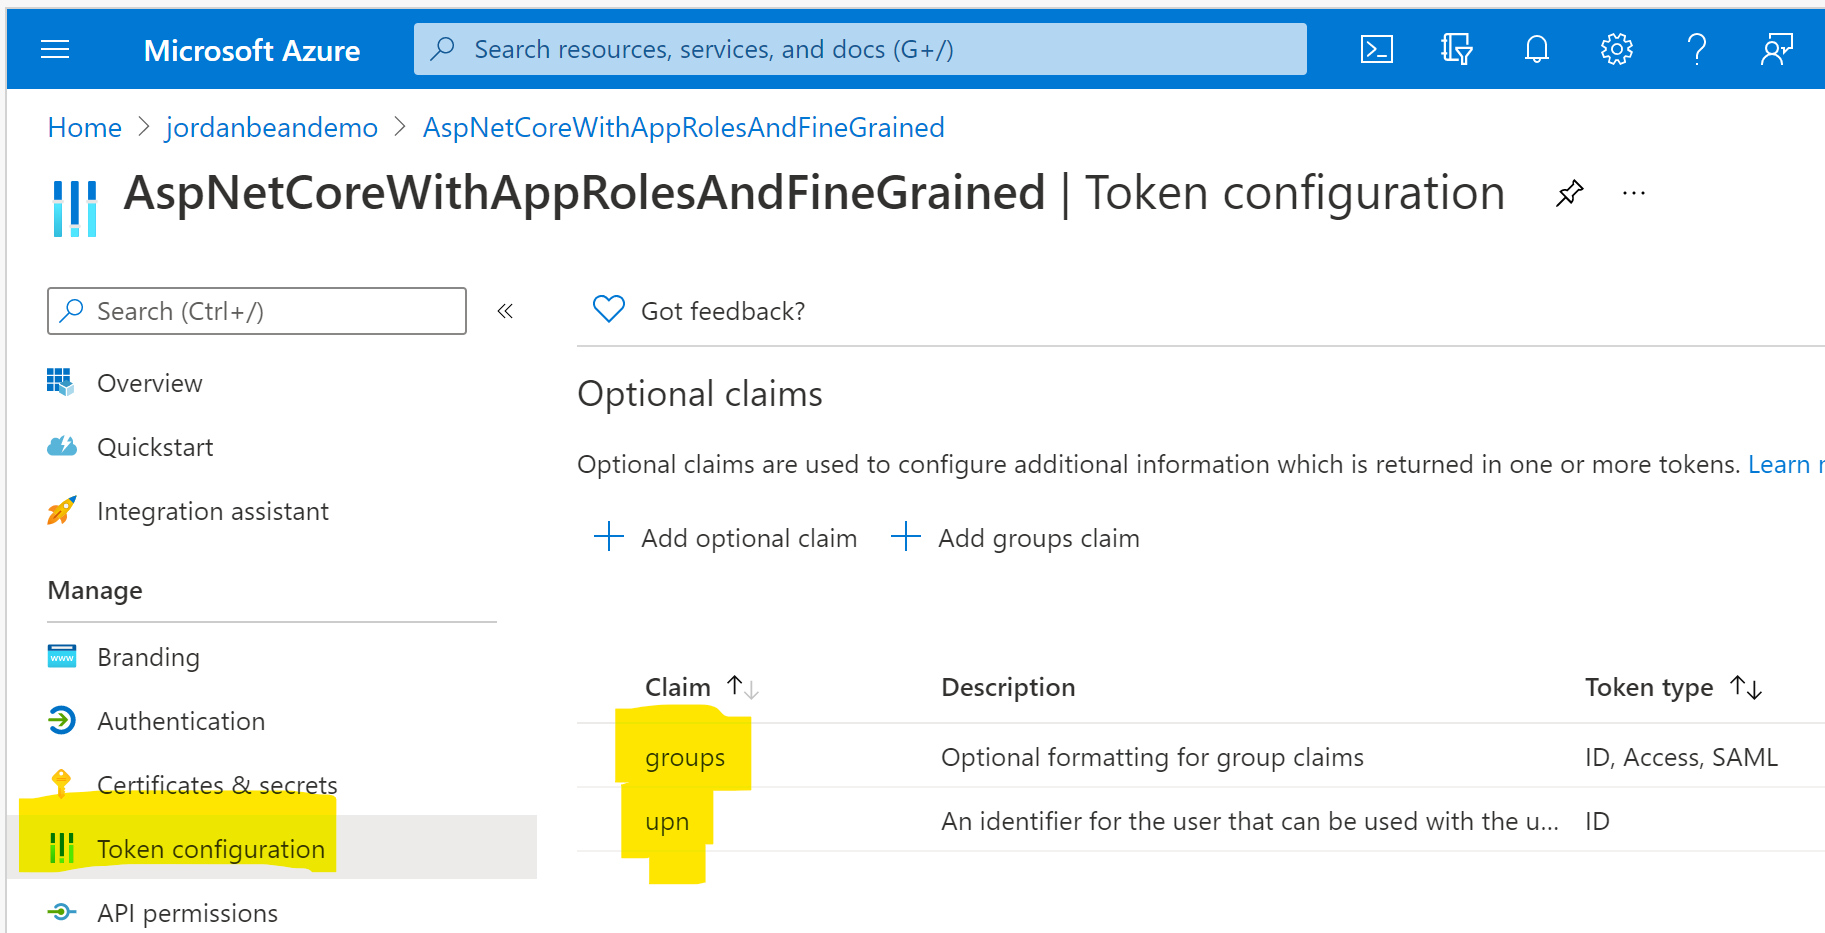 Microsoft Azure
Search resources, services, and docs (G+/)
Home > jordanbeandemo > AspNetCoreWithAppRolesAndFineGrained
AspNetCoreWithAppRolesAndFineGrained | Token configuration
Search (Ctrl+/)
Overview
Quickstart
Integration assistant
Manage
Branding
Authentication
Certificates & secrets
Token configuration
API permissions
Got feedback?
Optional claims
Optional claims are used to configure additional information which is returned in one or more tokens. Learn
Add optional claim Add groups claim
Claim Description Token type
groups Optional formatting for group claims ID, Access, SAML
upn An identifier for the user that can be used with the u... ID